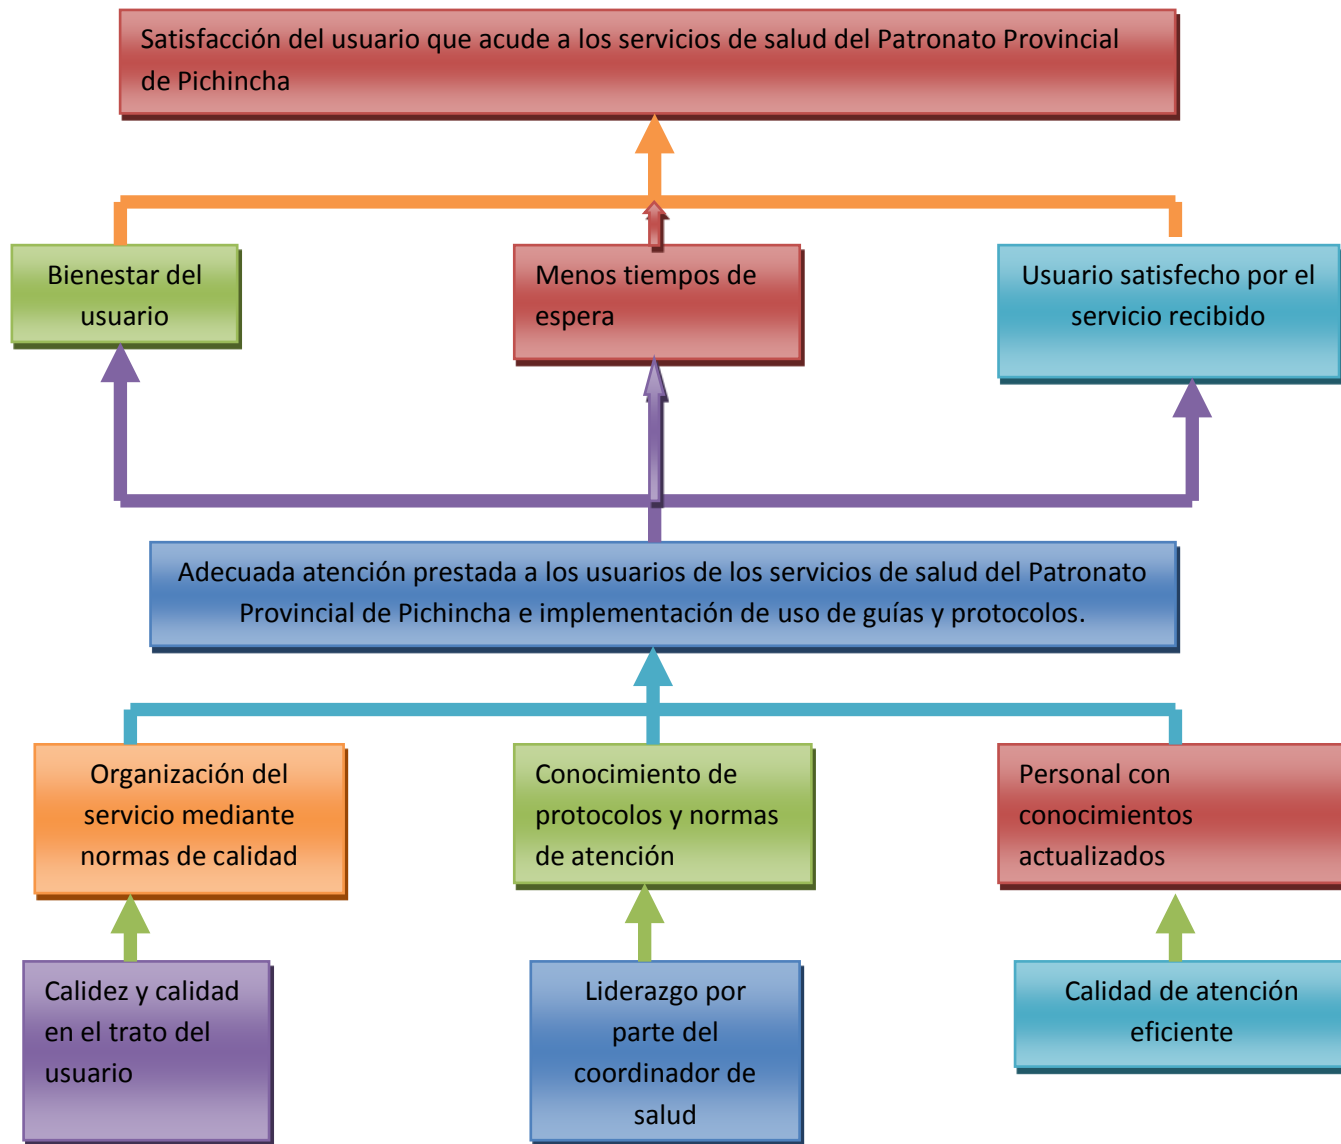 Satisfacción del usuario que acude a los servicios de salud del Patronato Provincial
de Pichincha
Bienestar del
usuario
Menos tiempos de
espera
Usuario satisfecho por el
servicio recibido
Adecuada atención prestada a los usuarios de los servicios de salud del Patronato
Provincial de Pichincha e implementación de uso de guías y protocolos.
Organización del
servicio mediante
normas de calidad
Conocimiento de
protocolos y normas
de atención
Personal con
conocimientos
actualizados
Calidez y calidad
en el trato del
usuario
Liderazgo por
parte del
coordinador de
salud
Calidad de atención
eficiente